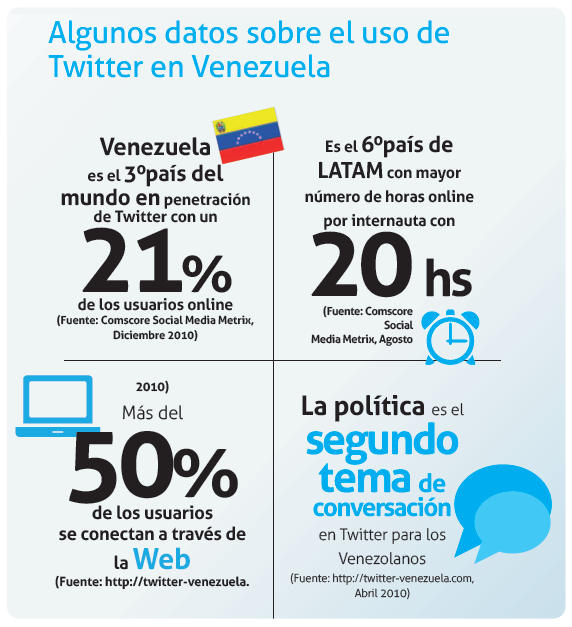 Algunos datos sobre el uso de
Twitter en Venezuela
Venezuela
es el 3ºpaís del
mundo en penetración
de Twitter con un
21%
de los usuarios online
(Fuente: Comscore Social Media Metrix,
Diciembre 2010)
Es el 6ºpaís de
LATAM con mayor
número de horas online
por internauta con
20 hs
(Fuente: Comscore
Social
Media Metrix, Agosto
2010)
Más del
50%
de los usuarios
se conectan a través de
la Web
(Fuente: http://twitter-venezuela.
La política es el
segundo
tema de
conversación
en Twitter para los
Venezolanos
(Fuente: http://twitter-venezuela.com,
Abril 2010)